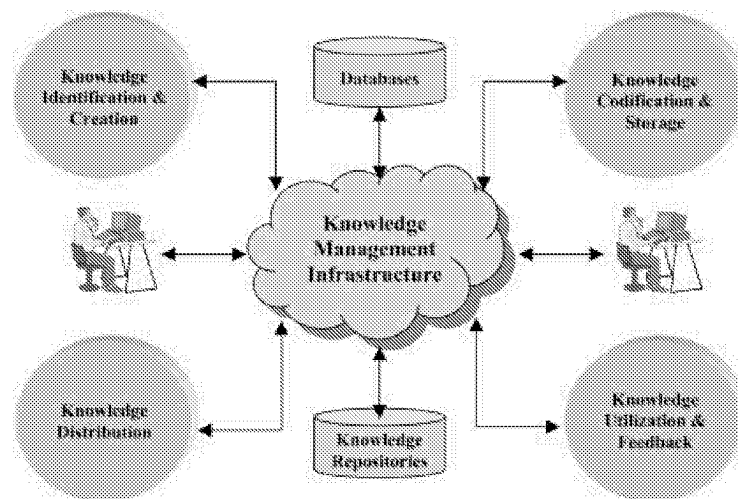 Knowledge
Identification &
Creation
Databases
Knowledge
Codification &
Storage
Knowledge
Management
Infrastructure
Knowledge
Distribution
Knowledge
Repositories
Knowledge
Utilization &
Feedback